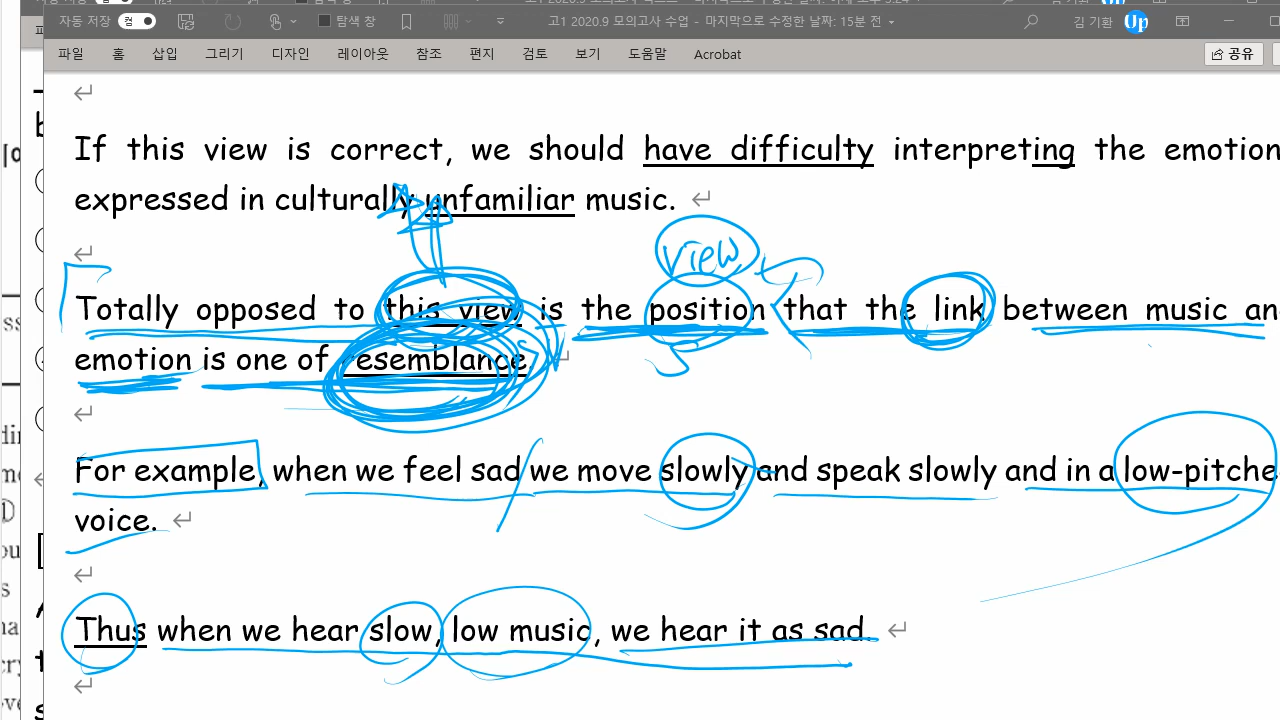 자동 저장 켬 탐색 창 고1 2020.9 모의고사 수업 - 마지막으로 수정한 날짜: 15분 전 김 기환 Up
파일 홈 삽입 그리기 디자인 레이아웃 참조 편지 검토 보기 도움말 Acrobat 공유
If this view is correct, we should have difficulty interpreting the emotion
expressed in culturally unfamiliar music.
view
Totally opposed to this view is the position that the link between music an
emotion is one of resemblance.
For example, when we feel sad we move slowly and speak slowly and in a low-pitche
voice.
Thus when we hear slow, low music, we hear it as sad.